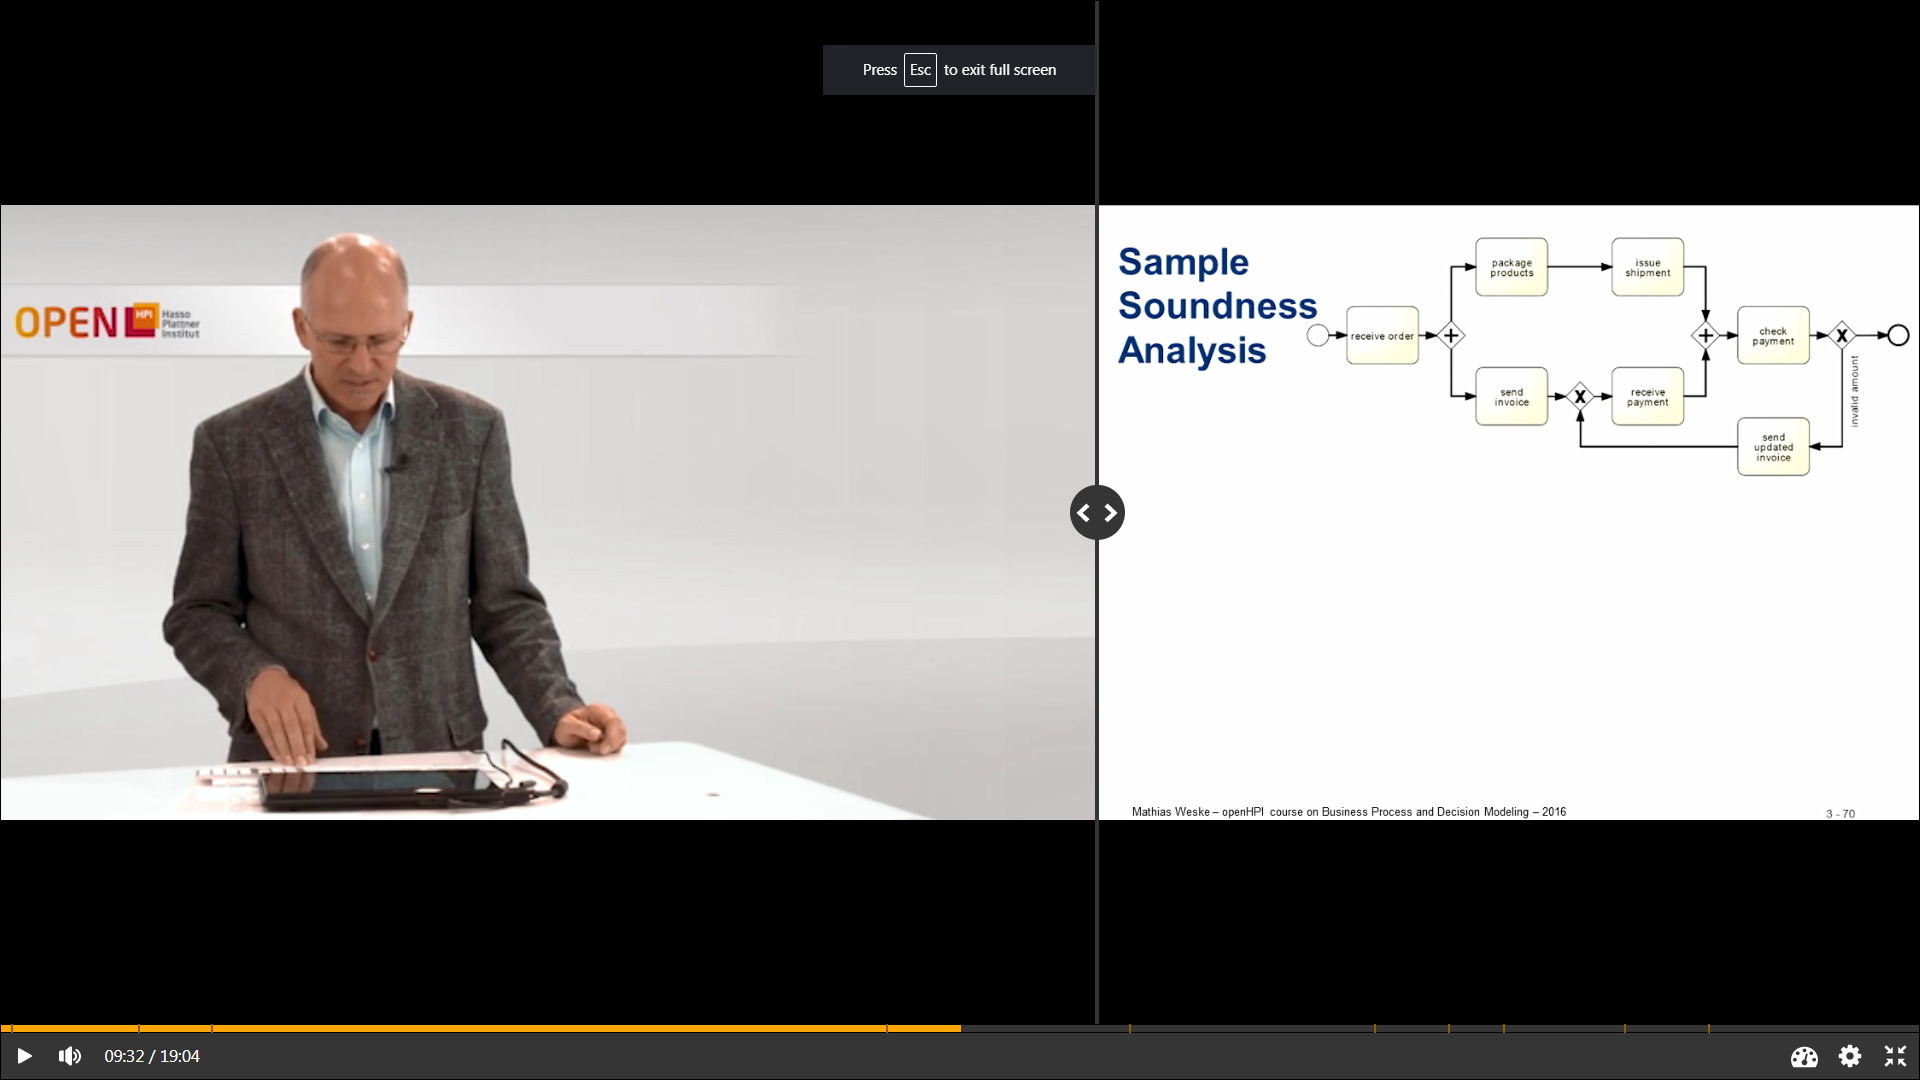 Press Esc to exit full screen
OPEN HPI Hasso
Plattner
Institut
Sample
Soundness
Analysis
receive order
package
products
issue
shipment
send
invoice
X
receive
payment
check
payment
X
invalid amount
send
updated
invoice
Mathias Weske – openHPI course on Business Process and Decision Modeling – 2016
3 - 70
09:32 / 19:04